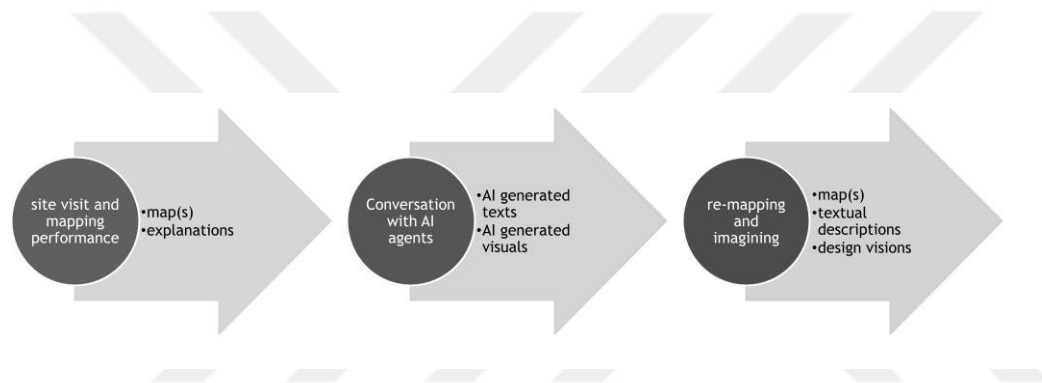 site visit and
mapping
performance
•map(s)
•explanations
Conversation
with AI
agents
•AI generated
texts
•AI generated
visuals
re-mapping
and
imagining
•map(s)
•textual
descriptions
•design visions